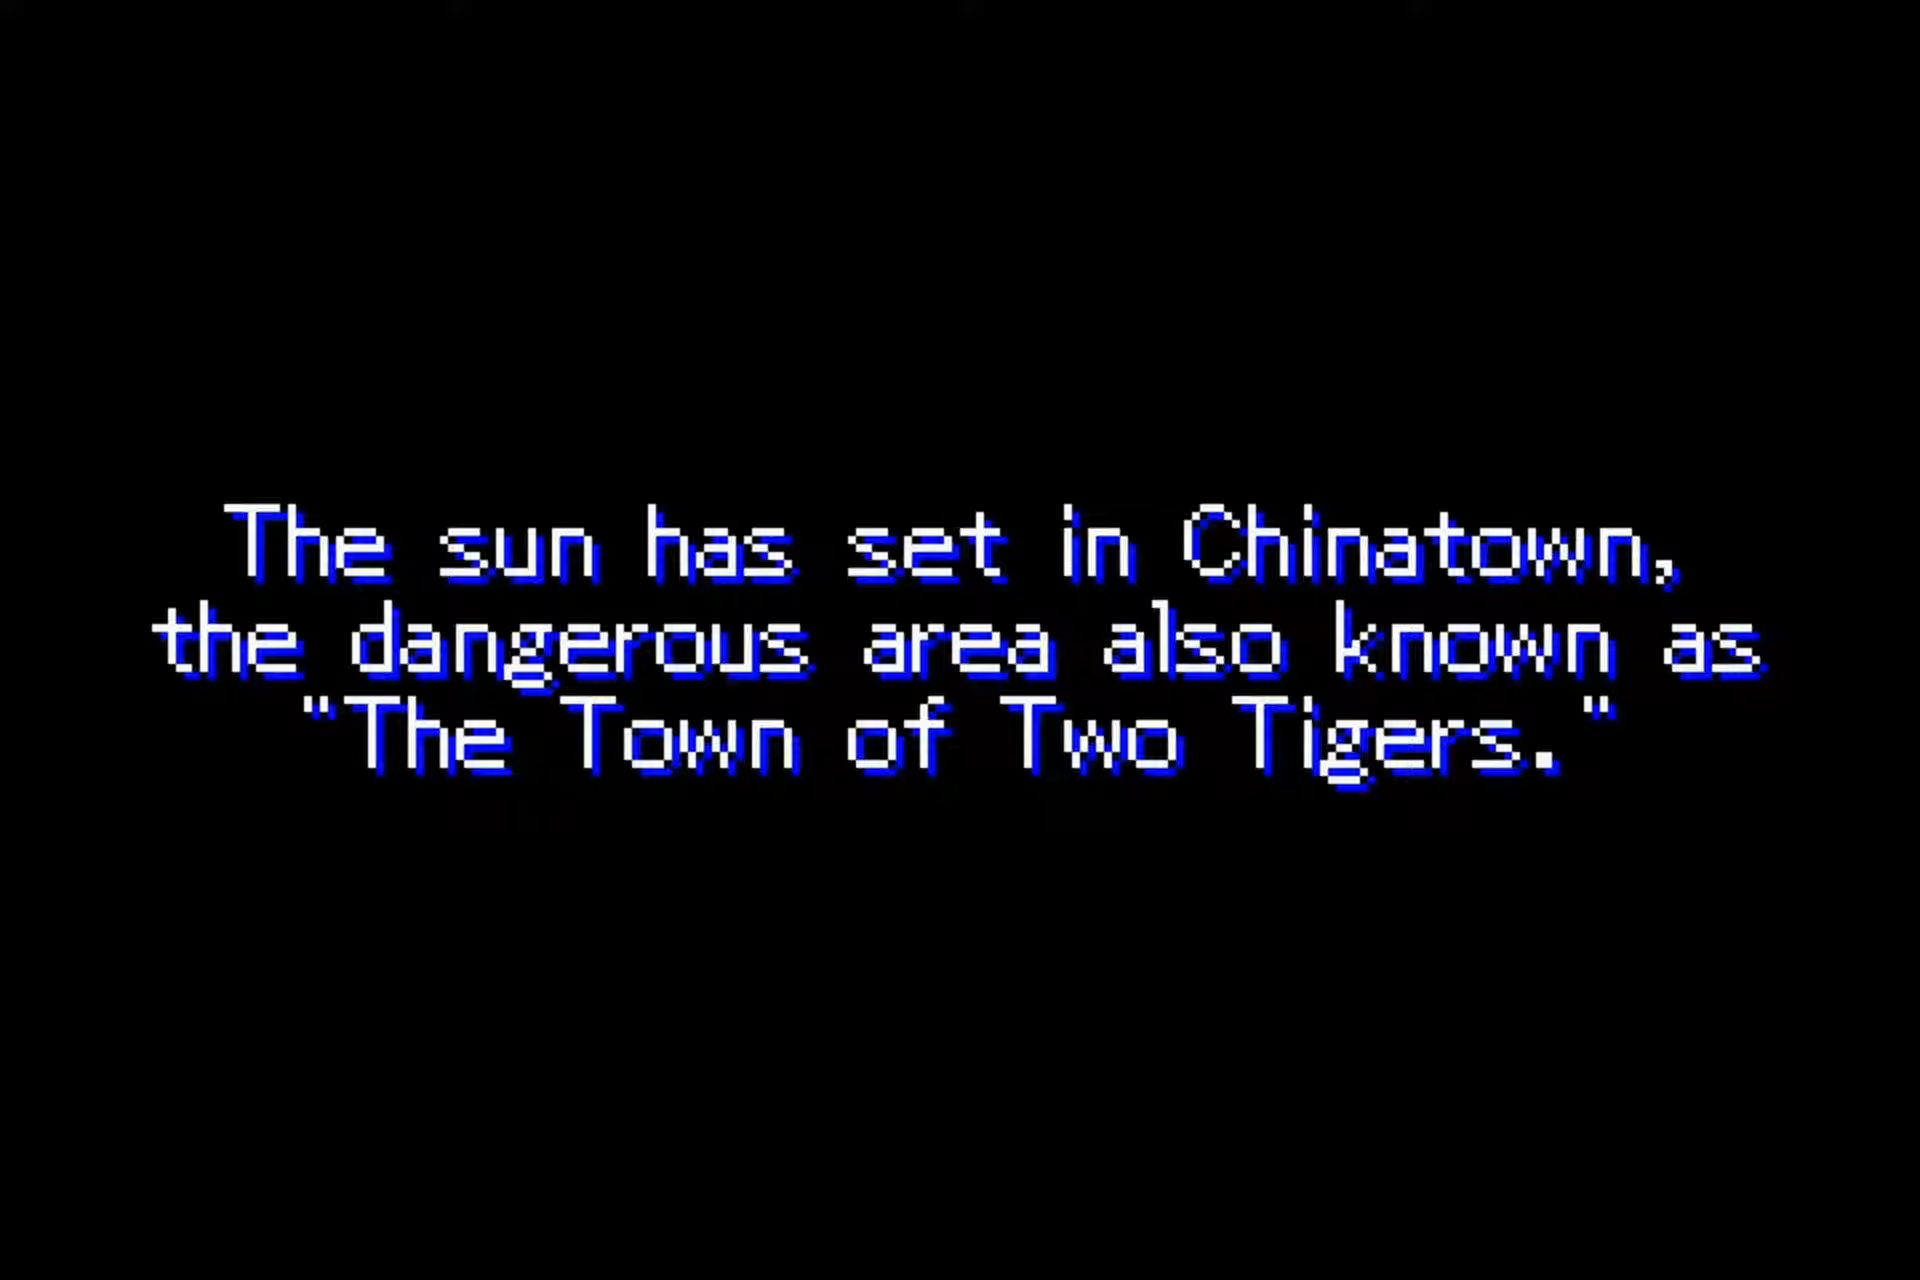 The sun has set in Chinatown,
the dangerous area also known as
"The Town of Two Tigers."